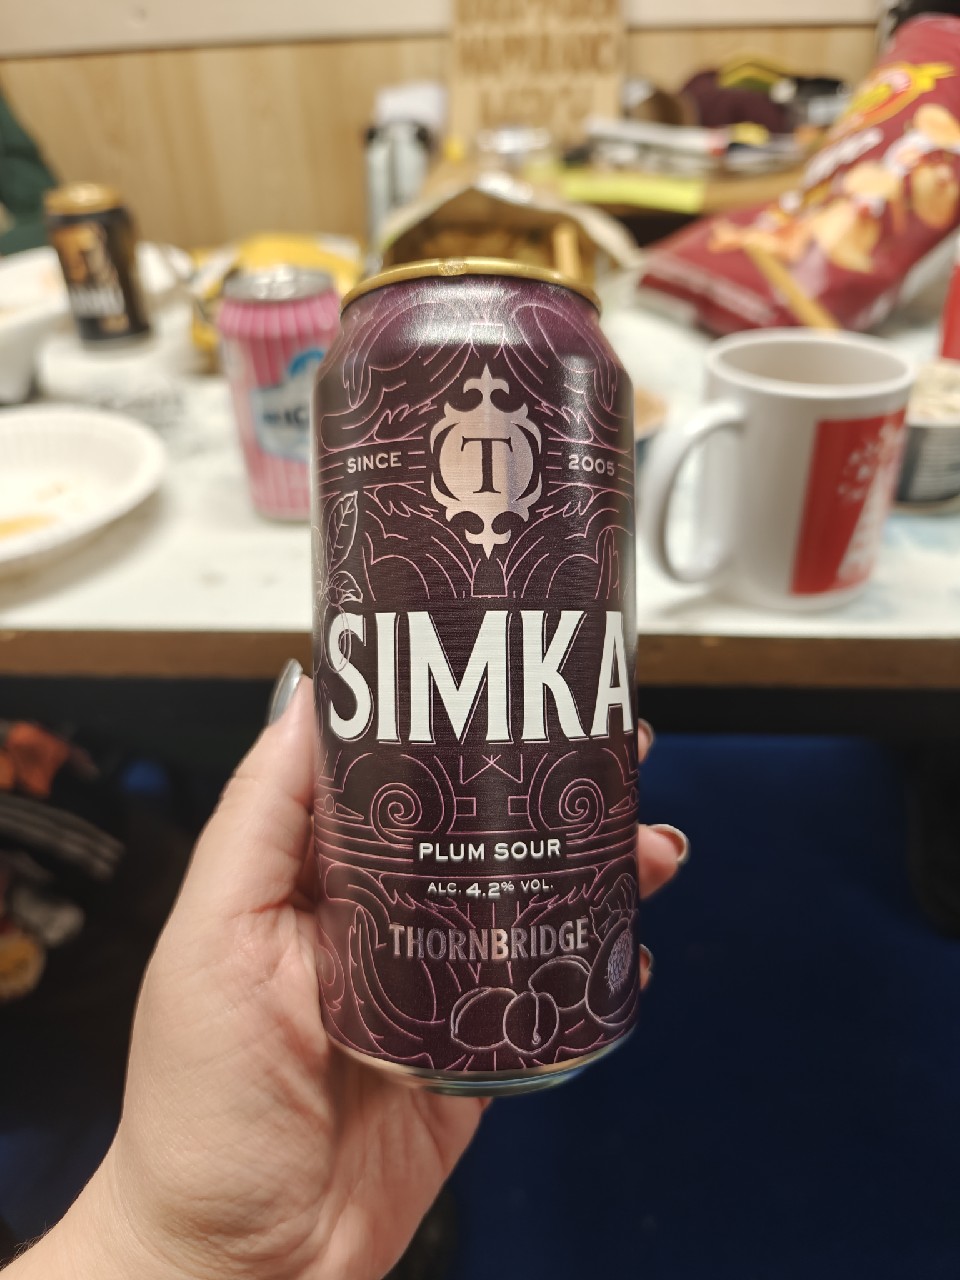 SINCE T 2005
SIMKA
PLUM SOUR
ALC. 4.2% VOL.
THORNBRIDGE